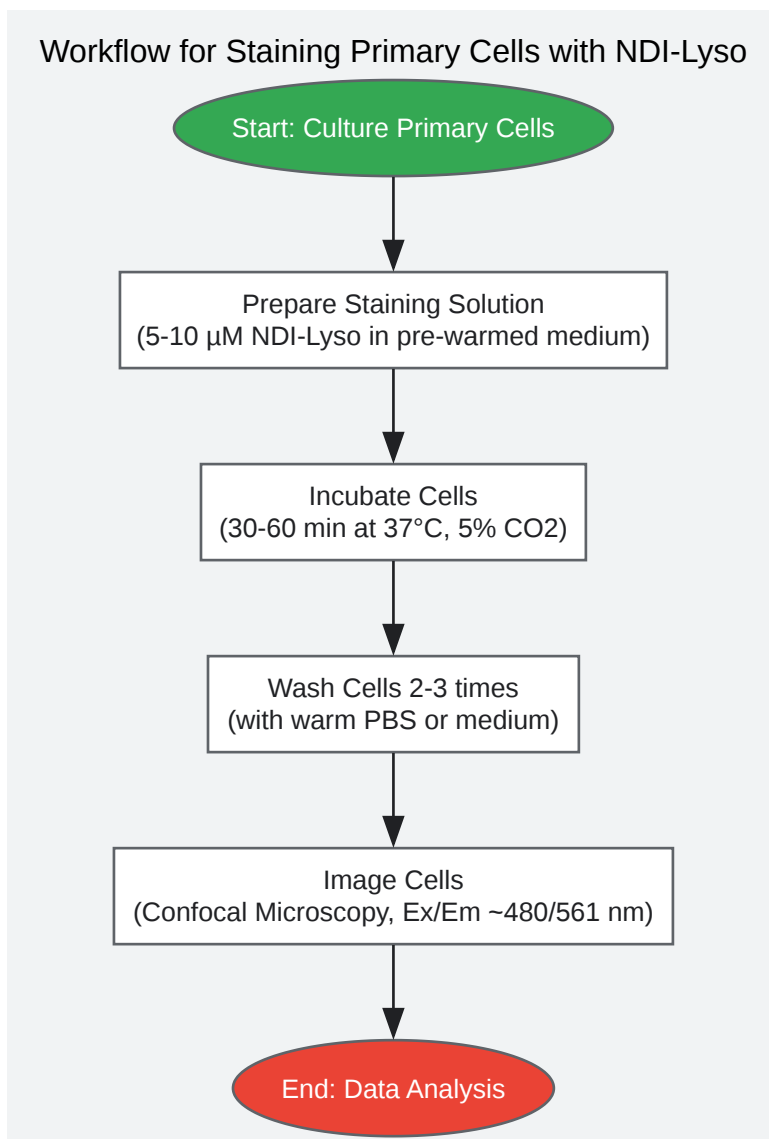 Workflow for Staining Primary Cells with NDI-Lyso
Start: Culture Primary Cells
Prepare Staining Solution
(5-10 µM NDI-Lyso in pre-warmed medium)
Incubate Cells
(30-60 min at 37°C, 5% CO2)
Wash Cells 2-3 times
(with warm PBS or medium)
Image Cells
(Confocal Microscopy, Ex/Em ~480/561 nm)
End: Data Analysis